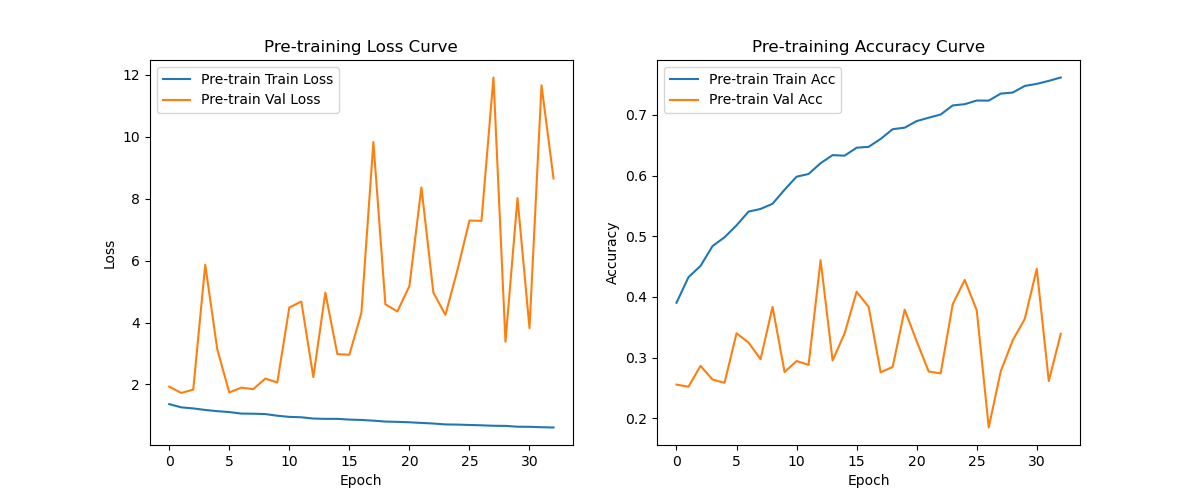 Pre-training Loss Curve
Pre-train Train Loss
Pre-train Val Loss
12
10
8
6
4
2
Loss
0
5
10
15
20
25
30
Epoch
Pre-training Accuracy Curve
Pre-train Train Acc
Pre-train Val Acc
0.7
0.6
0.5
0.4
0.3
0.2
Accuracy
0
5
10
15
20
25
30
Epoch